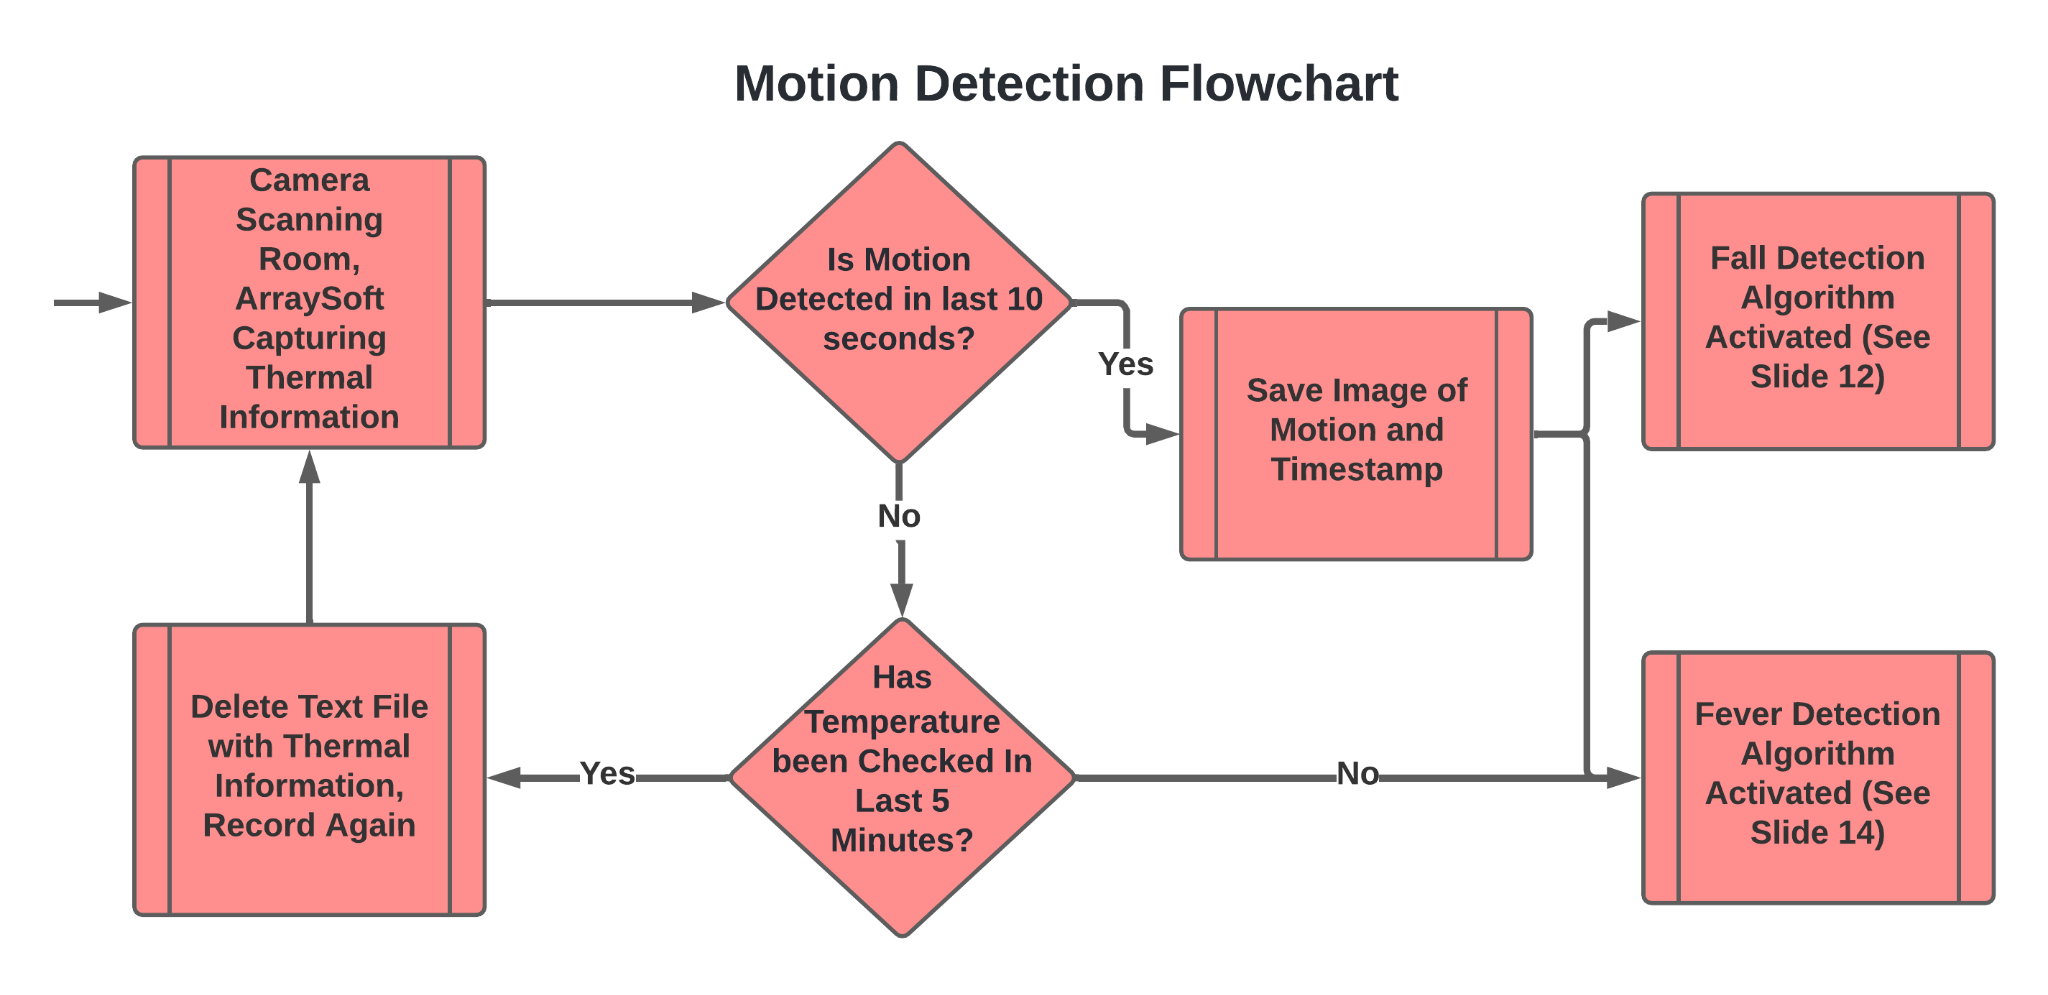 Motion Detection Flowchart
Camera
Scanning
Room,
ArraySoft
Capturing
Thermal
Information
Is Motion
Detected in last 10
seconds?
Yes
Save Image of
Motion and
Timestamp
Fall Detection
Algorithm
Activated (See
Slide 12)
No
Has
Temperature
been Checked In
Last 5
Minutes?
Yes
Delete Text File
with Thermal
Information,
Record Again
No
Fever Detection
Algorithm
Activated (See
Slide 14)